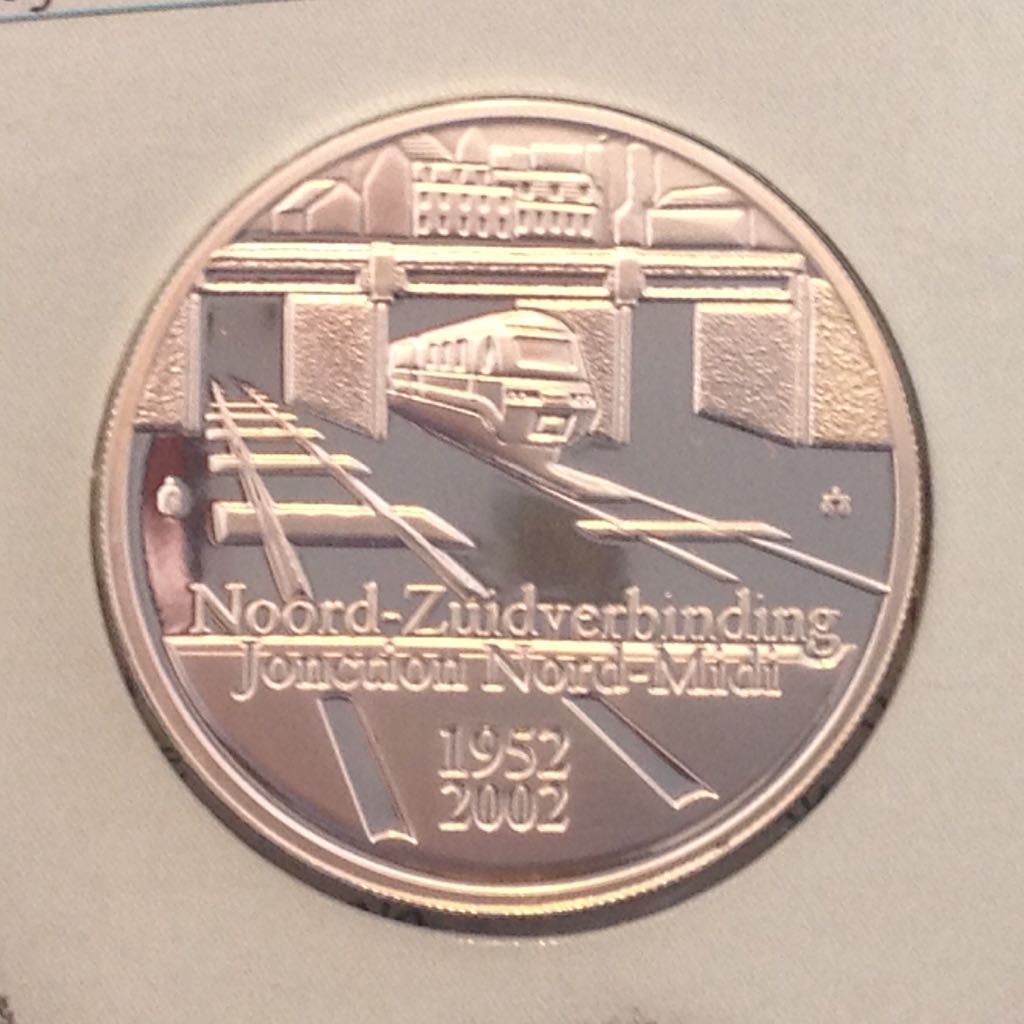 Noord-Zuidverbinding
Jonction Nord-Midi
1952
2002